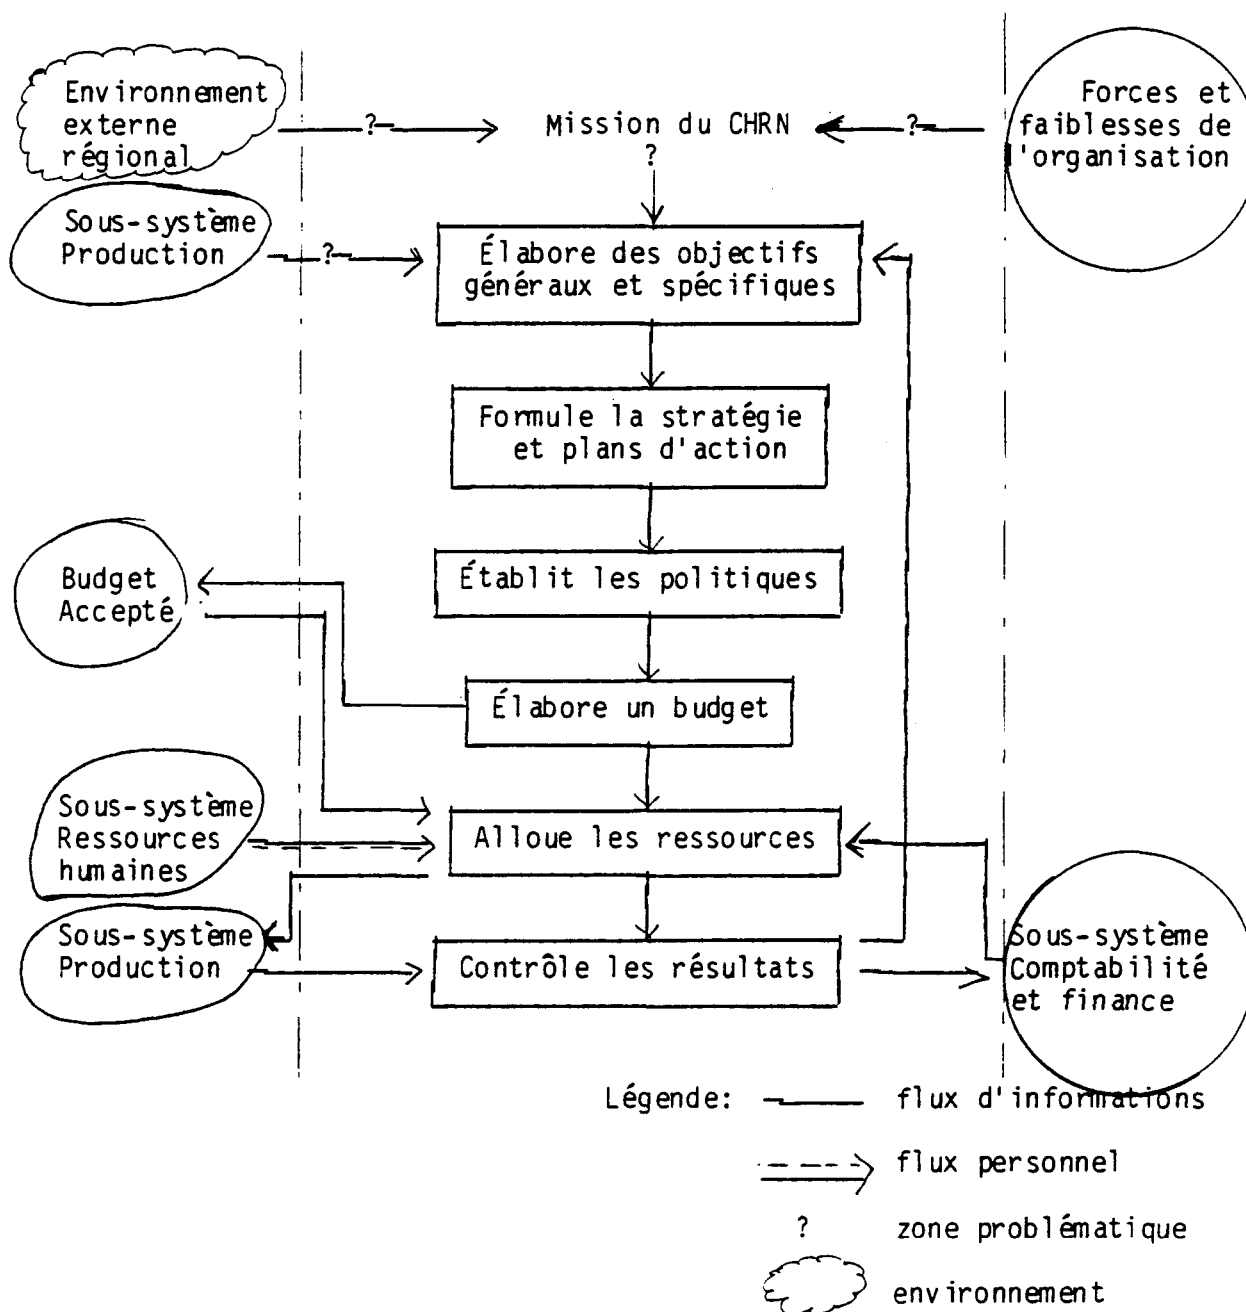 Environnement
externe
régional
?
Mission du CHRN
?
?
Forces et
faiblesses de
l'organisation
Sous-système
Production
?
Élabore des objectifs
généraux et spécifiques
Formule la stratégie
et plans d'action
Budget
Accepté
Établit les politiques
Élabore un budget
Sous-système
Ressources
humaines
Alloue les ressources
Sous-système
Production
Contrôle les résultats
Sous-système
Comptabilité
et finance
Légende:
flux d'informations
flux personnel
? zone problématique
environnement